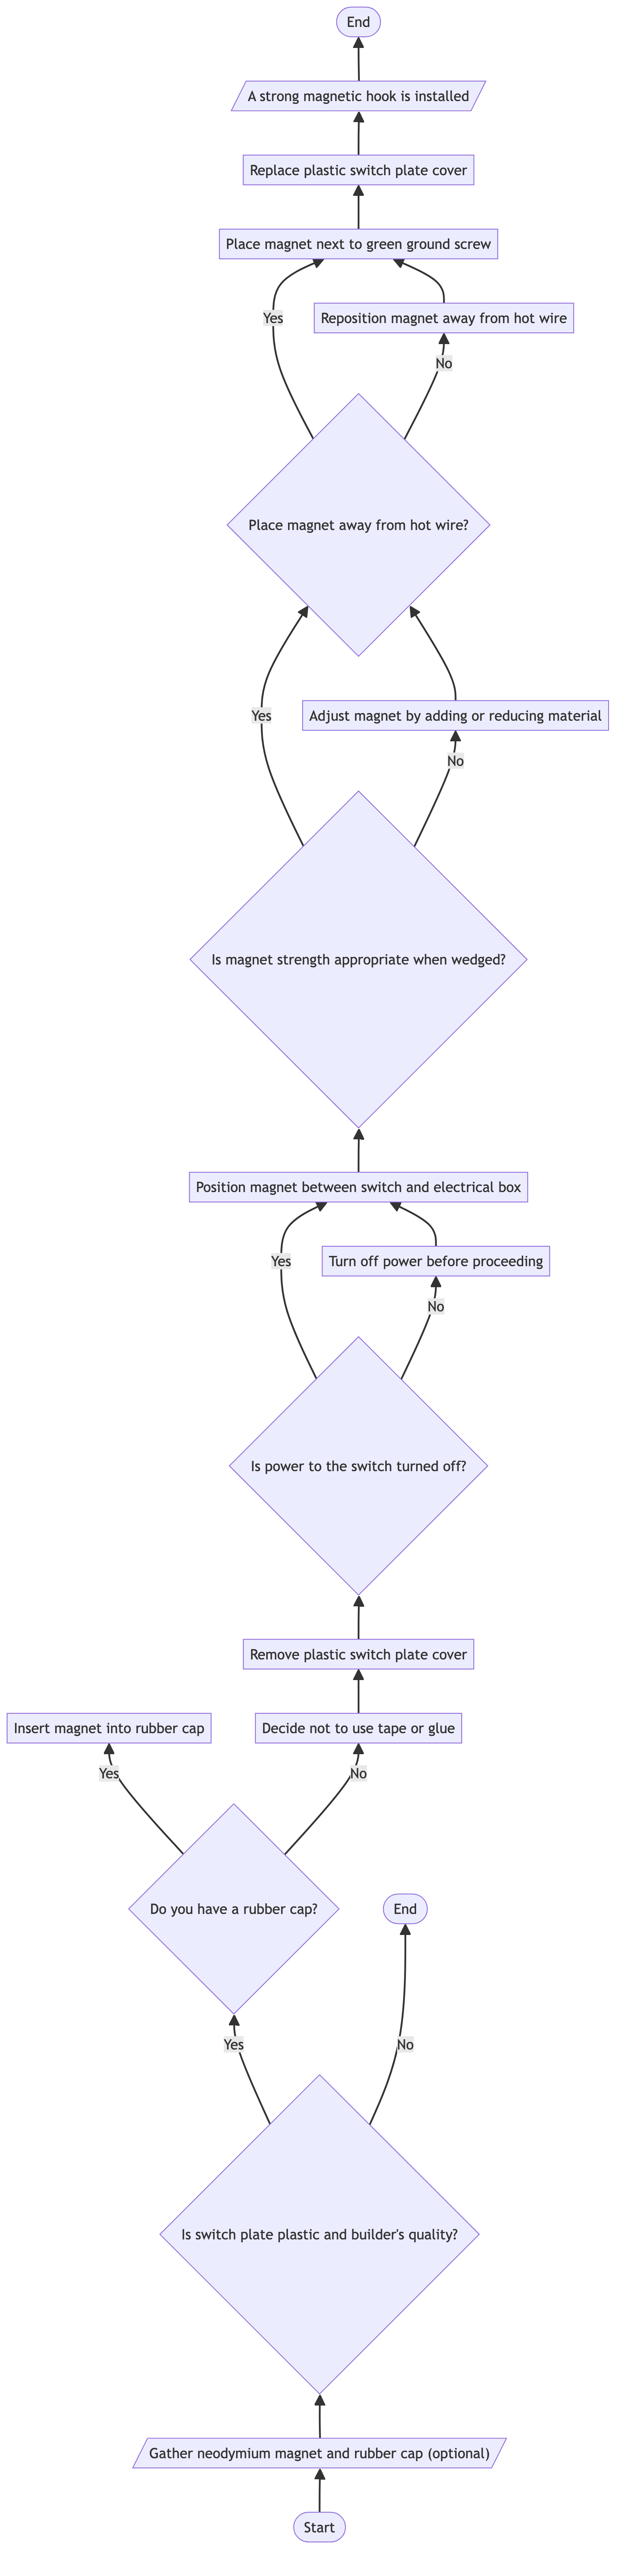 End
A strong magnetic hook is installed
Replace plastic switch plate cover
Place magnet next to green ground screw
Yes
Reposition magnet away from hot wire
No
Place magnet away from hot wire?
Yes
Adjust magnet by adding or reducing material
No
Is magnet strength appropriate when wedged?
Position magnet between switch and electrical box
Yes
Turn off power before proceeding
No
Is power to the switch turned off?
Remove plastic switch plate cover
Insert magnet into rubber cap
Decide not to use tape or glue
Yes
No
Do you have a rubber cap?
End
Yes
No
Is switch plate plastic and builder's quality?
Gather neodymium magnet and rubber cap (optional)
Start